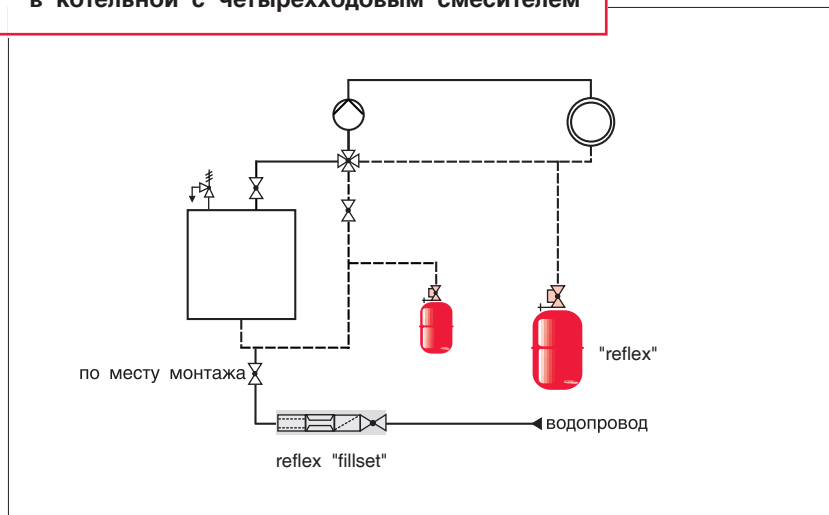 в котельной с четырехходовым смесителем
"reflex"
по месту монтажа
водопровод
reflex "fillset"